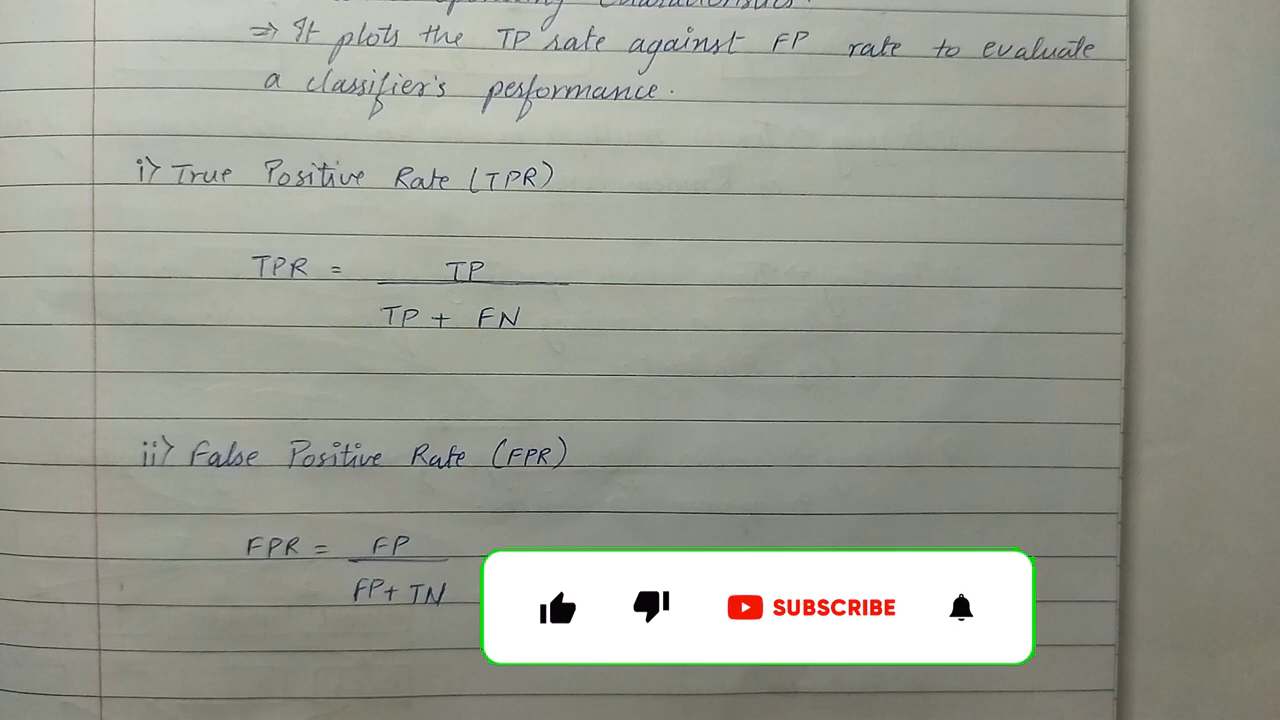 ⇒ It plots the TP rate against FP rate to evaluate
a classifier's performance.
i) True Positive Rate (TPR)
TPR = TP
TP + FN
ii) False Positive Rate (FPR)
FPR = FP
FP + TN
SUBSCRIBE